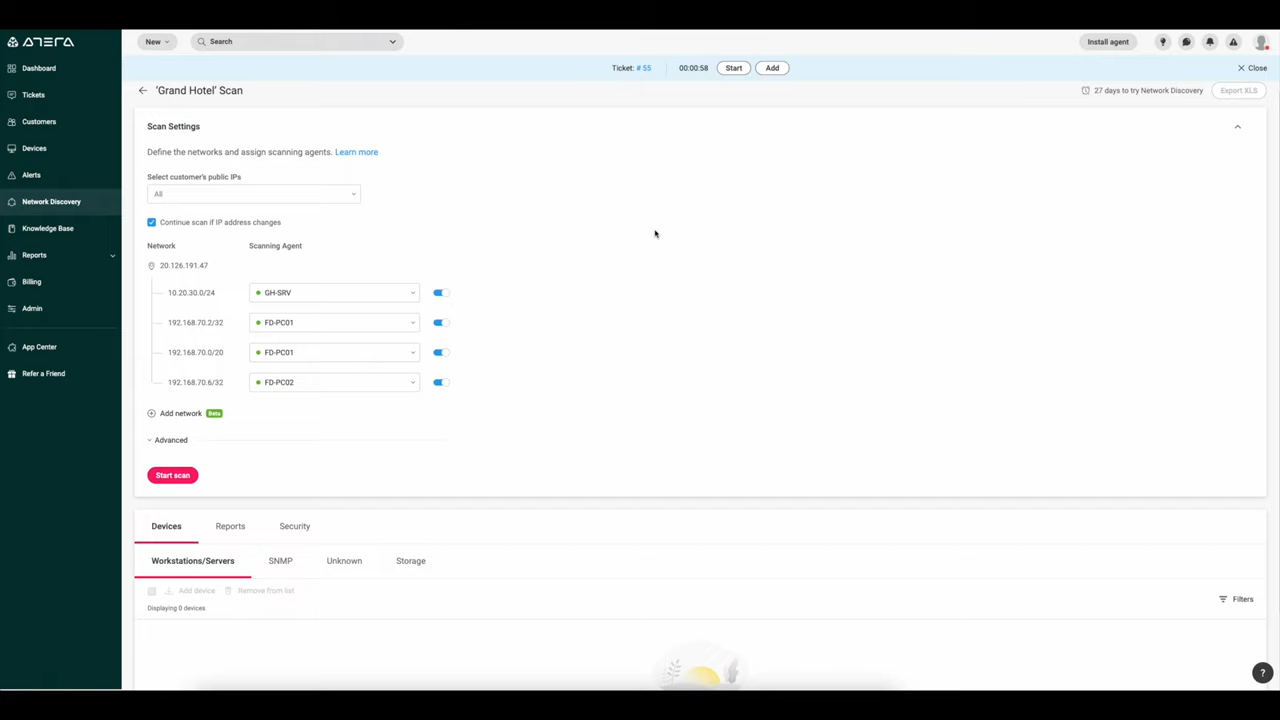 ATERA
New
Search
Install agent
Dashboard
Tickets
Customers
Devices
Alerts
Network Discovery
Knowledge Base
Reports
Billing
Admin
App Center
Refer a Friend
Ticket: # 55
00:00:58
Start
Add
Close
'Grand Hotel' Scan
27 days to try Network Discovery
Export XLS
Scan Settings
Define the networks and assign scanning agents. Learn more
Select customer's public IPs
All
Continue scan if IP address changes
Network
Scanning Agent
20.126.191.47
10.20.30.0/24
GH-SRV
192.168.70.2/32
FD-PC01
192.168.70.0/20
FD-PC01
192.168.70.6/32
FD-PC02
Add network Beta
Advanced
Start scan
Devices
Reports
Security
Workstations/Servers
SNMP
Unknown
Storage
Add device
Remove from list
Displaying 0 devices
Filters
?